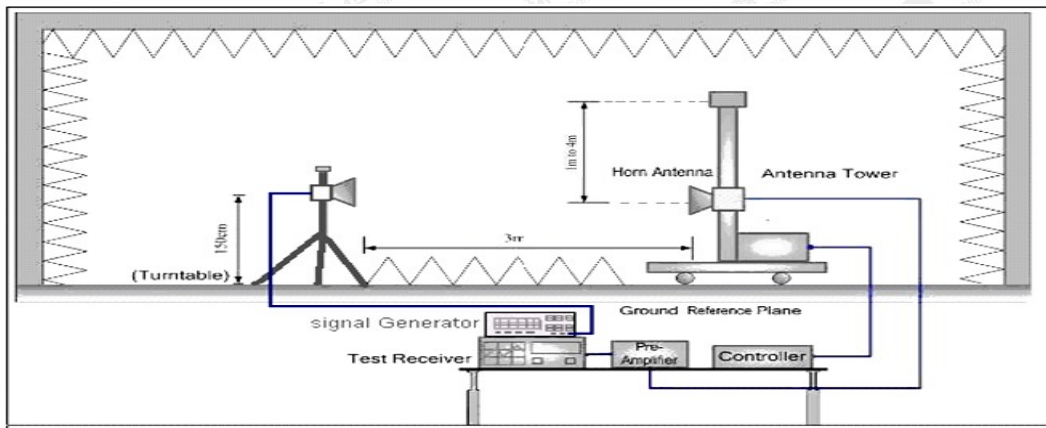 1m to 4m
Horn Antenna
Antenna Tower
150cm
3m
(Turntable)
Ground Reference Plane
signal Generator
Test Receiver
Pre-
Amplifier
Controller